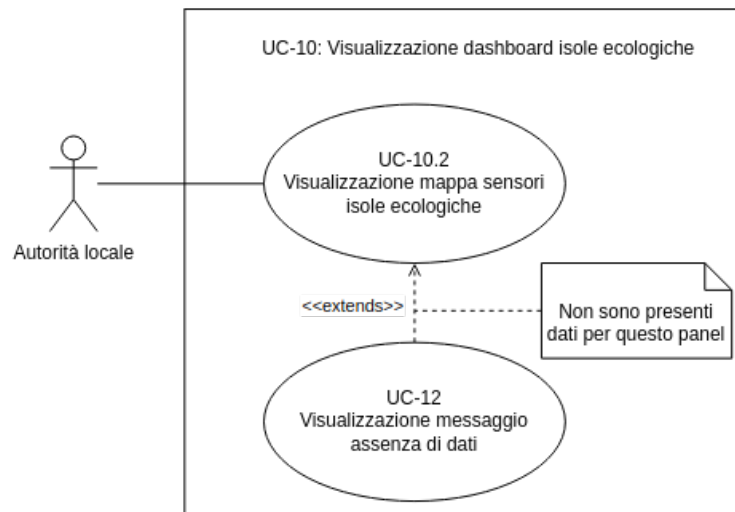 UC-10: Visualizzazione dashboard isole ecologiche
UC-10.2
Visualizzazione mappa sensori
isole ecologiche
Autorità locale
<<extends>>
Non sono presenti
dati per questo panel
UC-12
Visualizzazione messaggio
assenza di dati